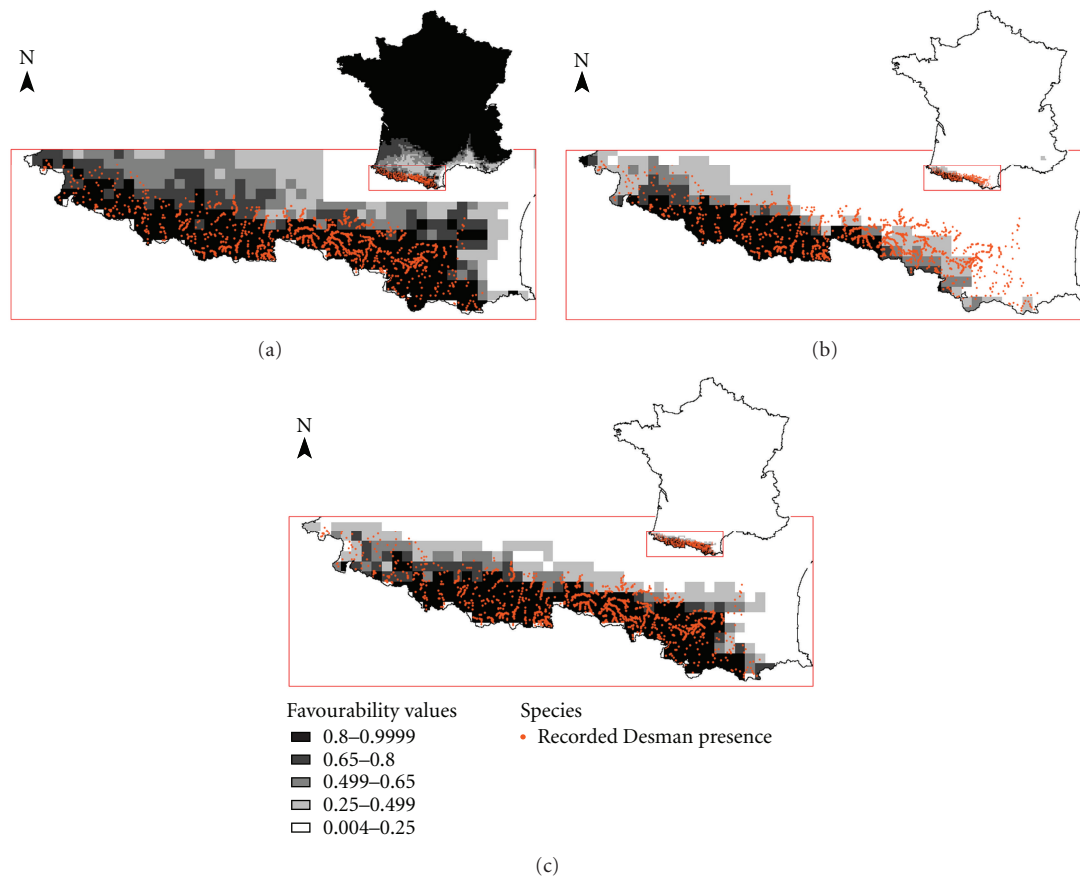 N
N
(a)
(b)
N
Favourability values
0.8–0.9999
0.65–0.8
0.499–0.65
0.25–0.499
0.004–0.25
Species
Recorded Desman presence
(c)